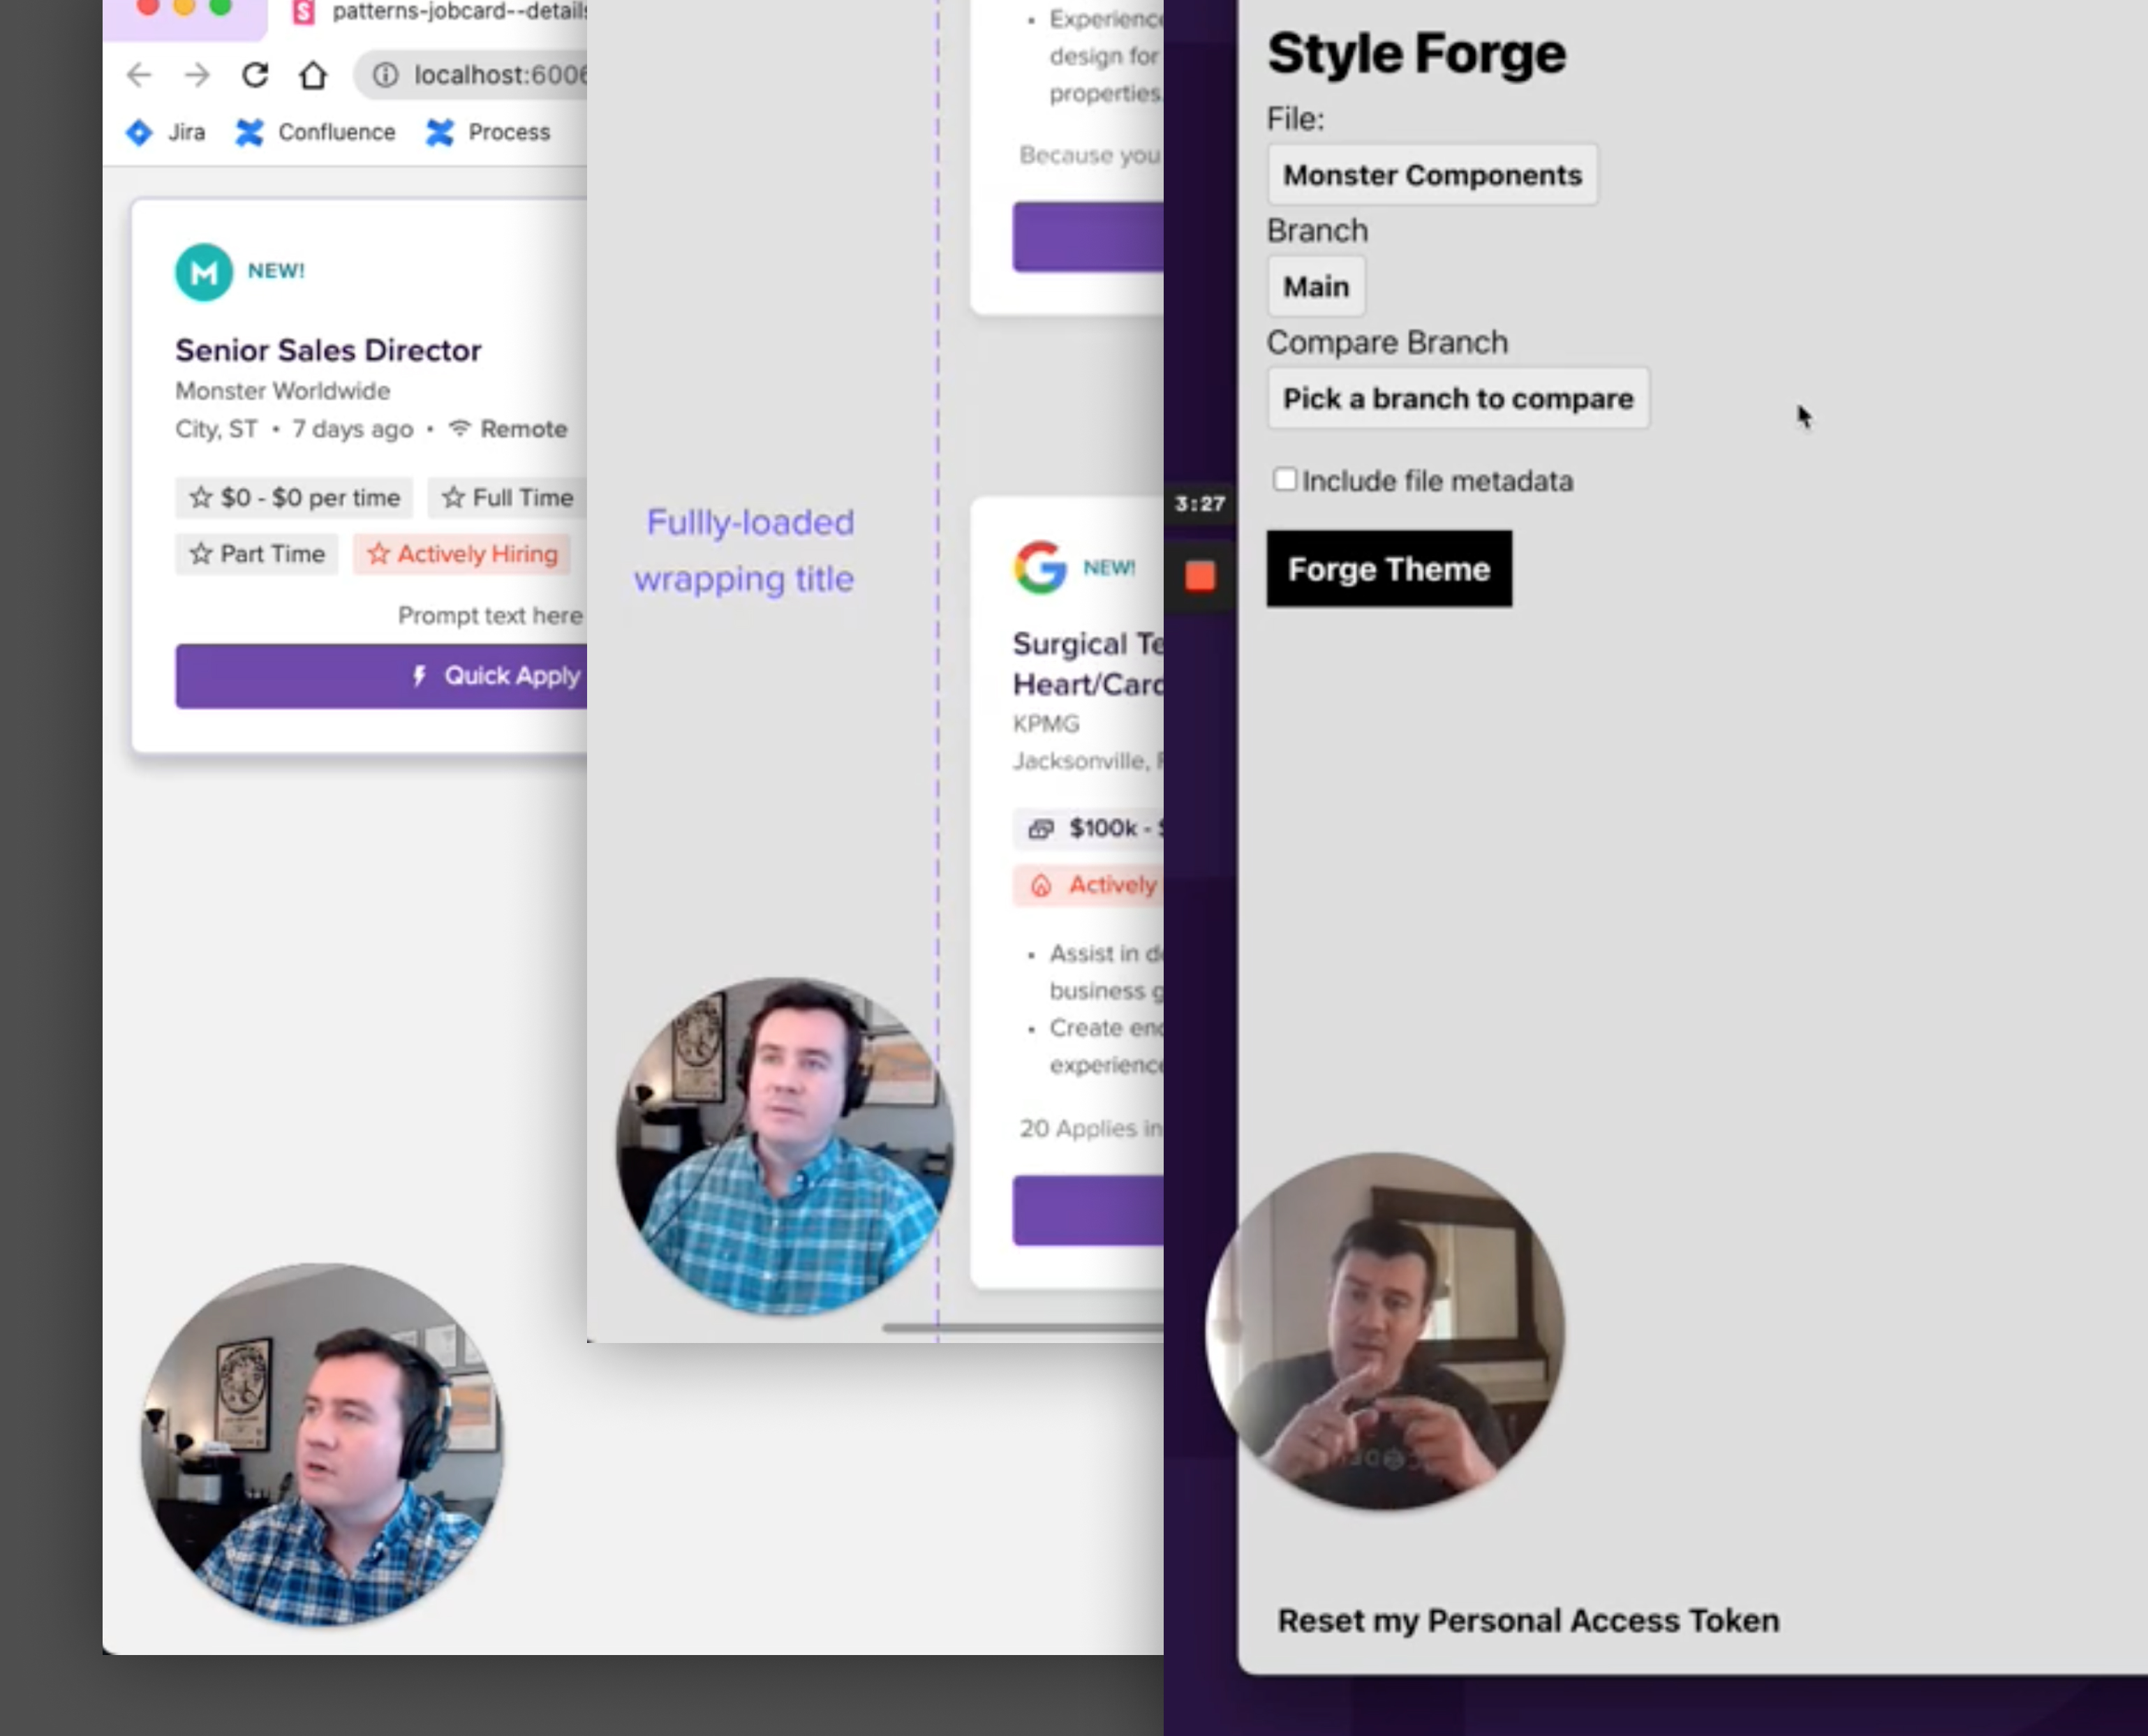 patterns-jobcard--details
localhost:6006
Jira
Confluence
Process
M
NEW!
Senior Sales Director
Monster Worldwide
City, ST • 7 days ago • Remote
$0 - $0 per time
Full Time
Part Time
Actively Hiring
Prompt text here
Quick Apply
• Experience
design for
properties.
Because you
Fullly-loaded
wrapping title
G
NEW!
Surgical Te
Heart/Card
KPMG
Jacksonville, F
$100k - $
Actively
• Assist in de
business g
• Create end
experience
20 Applies in
Style Forge
File:
Monster Components
Branch
Main
Compare Branch
Pick a branch to compare
Include file metadata
Forge Theme
3:27
Reset my Personal Access Token